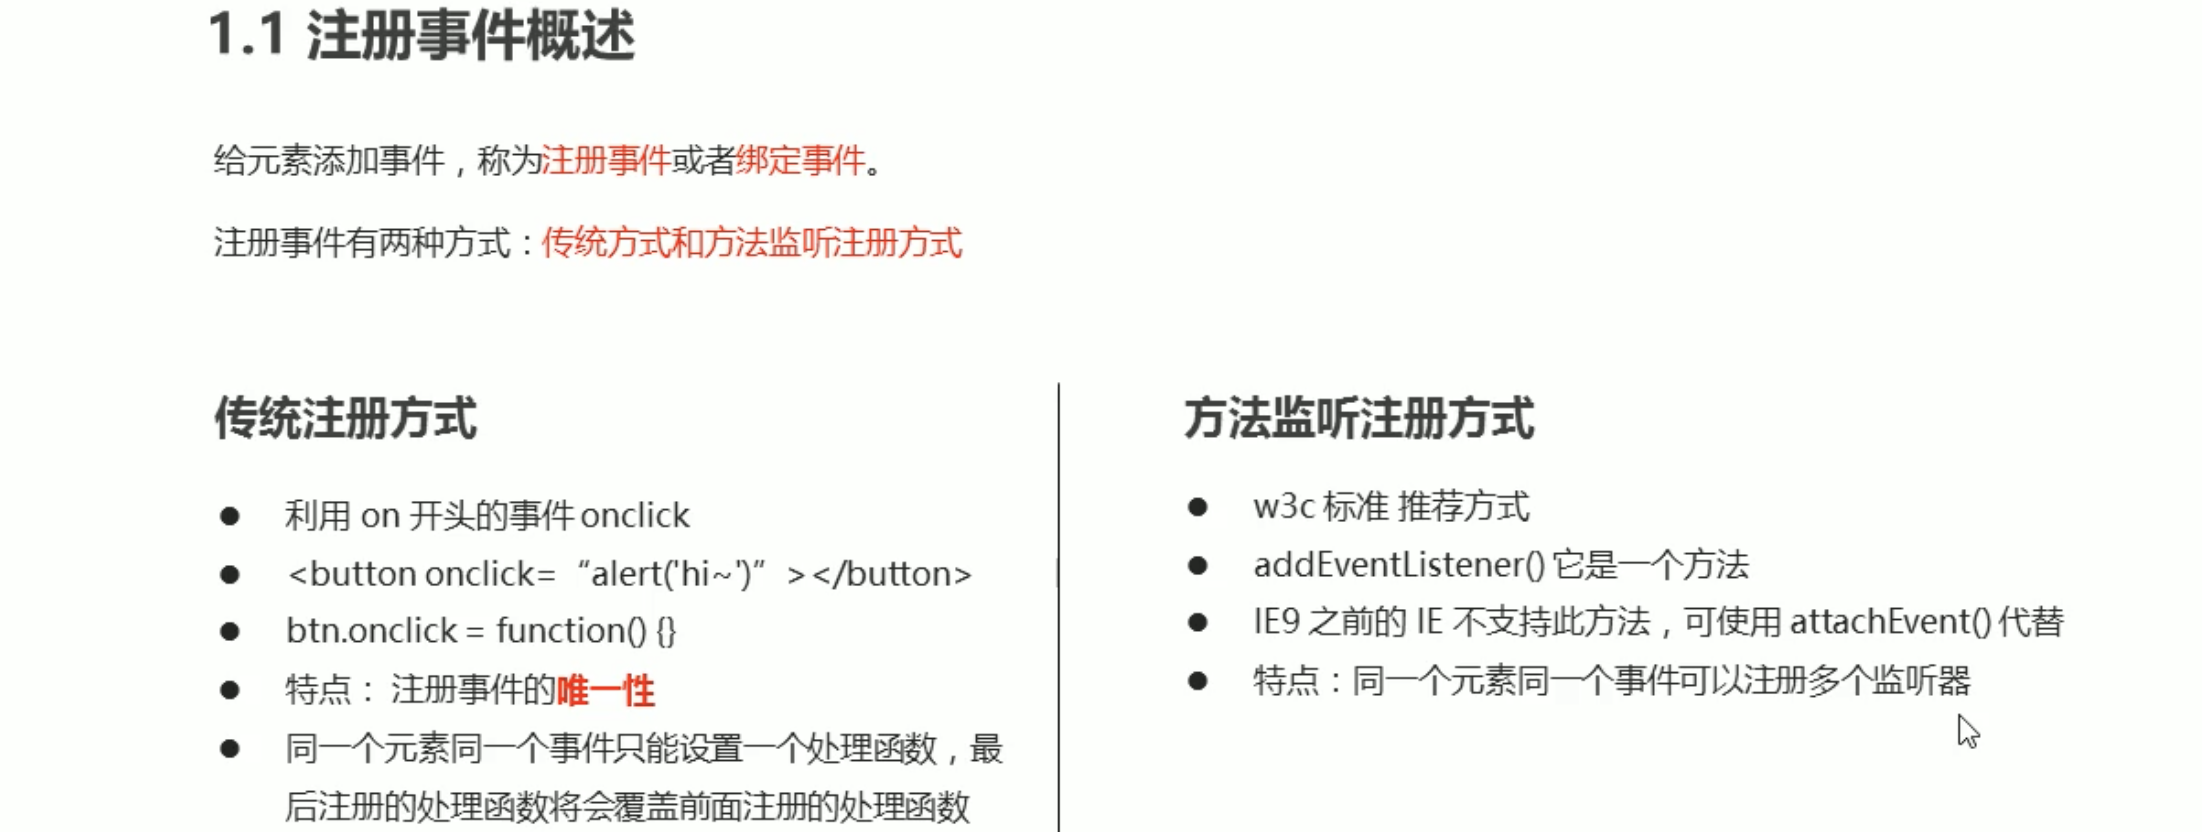 1.1 注册事件概述
给元素添加事件，称为注册事件或者绑定事件。
注册事件有两种方式：传统方式和方法监听注册方式
传统注册方式
利用 on 开头的事件 onclick
<button onclick= “alert('hi~')” ></button>
btn.onclick = function() {}
特点： 注册事件的唯一性
同一个元素同一个事件只能设置一个处理函数，最
后注册的处理函数将会覆盖前面注册的处理函数
方法监听注册方式
w3c 标准 推荐方式
addEventListener() 它是一个方法
IE9 之前的 IE 不支持此方法，可使用 attachEvent() 代替
特点：同一个元素同一个事件可以注册多个监听器